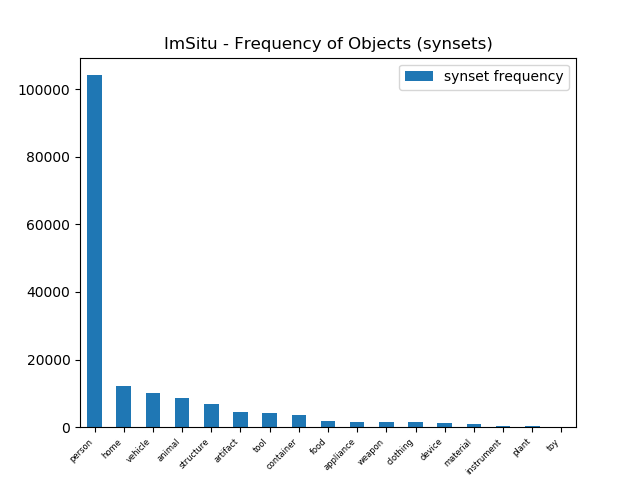 ImSitu - Frequency of Objects (synsets)
synset frequency
100000
80000
60000
40000
20000
0
person
home
vehicle
animal
structure
artifact
tool
container
food
appliance
weapon
clothing
device
material
instrument
plant
toy